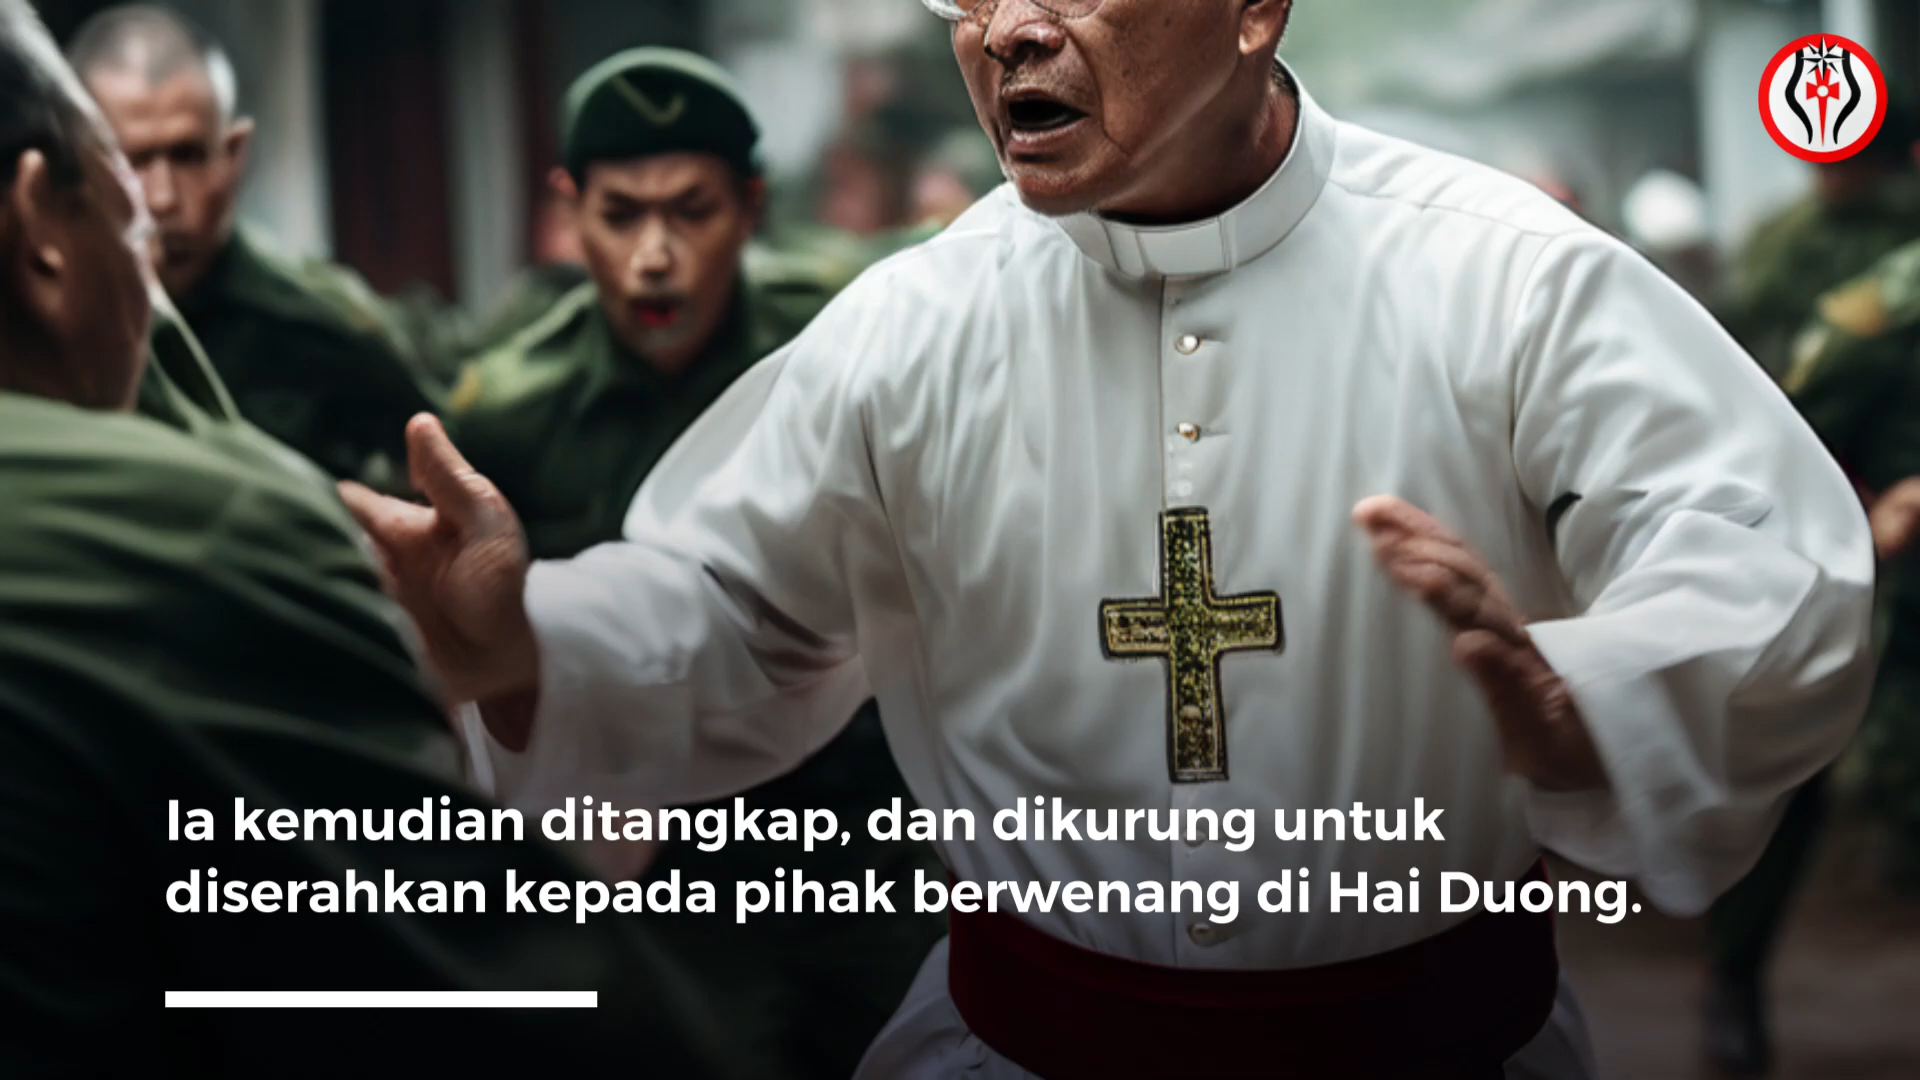 Ia kemudian ditangkap, dan dikurung untuk
diserahkan kepada pihak berwenang di Hai Duong.